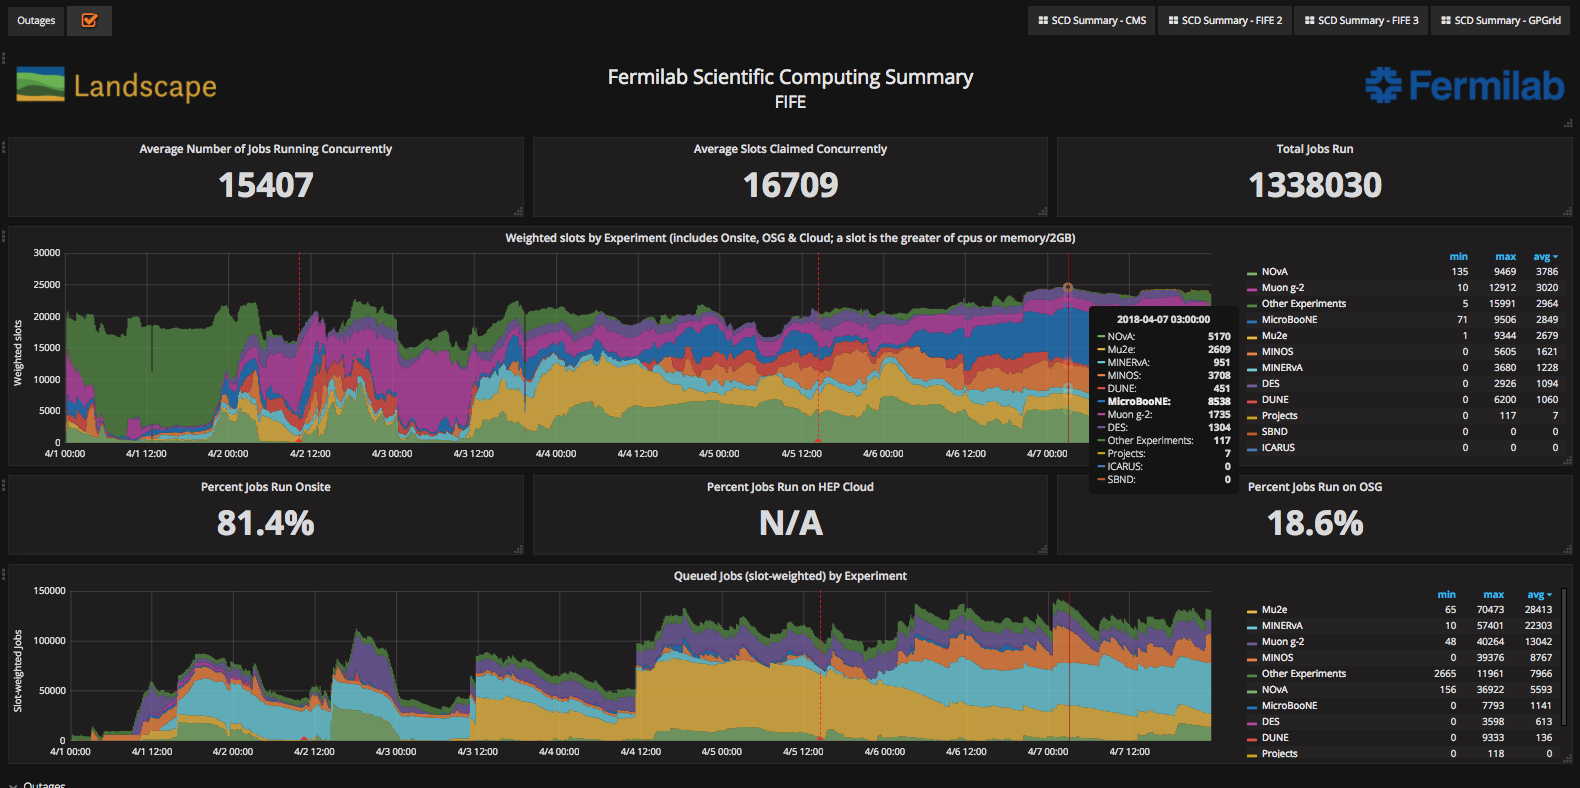 Outages
SCD Summary - CMS
SCD Summary - FIFE 2
SCD Summary - FIFE 3
SCD Summary - GPGrid
Landscape
Fermilab Scientific Computing Summary
FIFE
Fermilab
Average Number of Jobs Running Concurrently
15407
Average Slots Claimed Concurrently
16709
Total Jobs Run
1338030
Weighted slots by Experiment (includes Onsite, OSG & Cloud; a slot is the greater of cpus or memory/2GB)
Weighted slots
30000
25000
20000
15000
10000
5000
0
4/1 00:00 4/1 12:00 4/2 00:00 4/2 12:00 4/3 00:00 4/3 12:00 4/4 00:00 4/4 12:00 4/5 00:00 4/5 12:00 4/6 00:00 4/6 12:00 4/7 00:00
2018-04-07 03:00:00
NOvA: 5170
Mu2e: 2609
MINERvA: 951
MINOS: 3708
DUNE: 451
MicroBooNE: 8538
Muon g-2: 1735
DES: 1304
Other Experiments: 117
Projects: 7
ICARUS: 0
SBND: 0
min max avg
NOvA 135 9469 3786
Muon g-2 10 12912 3020
Other Experiments 5 15991 2964
MicroBooNE 71 9506 2849
Mu2e 1 9344 2679
MINOS 0 5605 1621
MINERvA 0 3680 1228
DES 0 2926 1094
DUNE 0 6200 1060
Projects 0 117 7
SBND 0 0 0
ICARUS 0 0 0
Percent Jobs Run Onsite
81.4%
Percent Jobs Run on HEP Cloud
N/A
Percent Jobs Run on OSG
18.6%
Queued Jobs (slot-weighted) by Experiment
Slot-weighted Jobs
150000
100000
50000
0
4/1 00:00 4/1 12:00 4/2 00:00 4/2 12:00 4/3 00:00 4/3 12:00 4/4 00:00 4/4 12:00 4/5 00:00 4/5 12:00 4/6 00:00 4/6 12:00 4/7 00:00 4/7 12:00
min max avg
Mu2e 65 70473 28413
MINERvA 10 57401 22303
Muon g-2 48 40264 13042
MINOS 0 39376 8767
Other Experiments 2665 11961 7966
NOvA 156 36922 5593
MicroBooNE 0 7793 1141
DES 0 3598 613
DUNE 0 9333 136
Projects 0 118 0
Outages